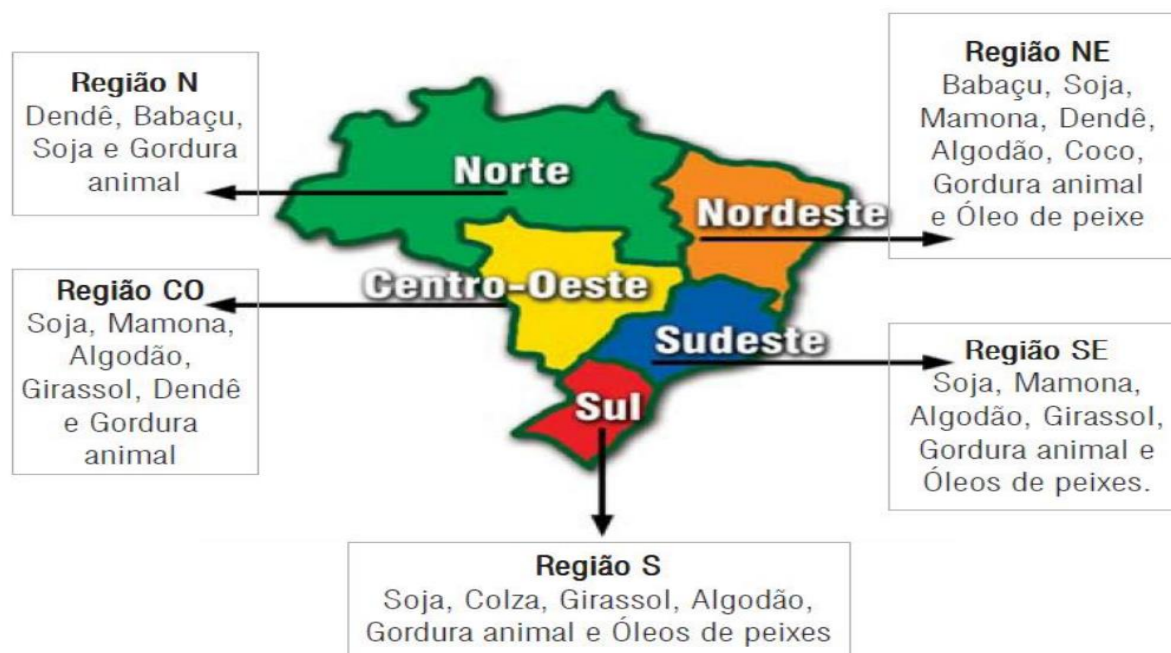 Região N
Dendê, Babaçu,
Soja e Gordura
animal
Região NE
Babaçu, Soja,
Mamona, Dendê,
Algodão, Coco,
Gordura animal
e Óleo de peixe
Norte
Nordeste
Centro-Oeste
Sudeste
Sul
Região CO
Soja, Mamona,
Algodão,
Girassol, Dendê
e Gordura
animal
Região SE
Soja, Mamona,
Algodão, Girassol,
Gordura animal e
Óleos de peixes.
Região S
Soja, Colza, Girassol, Algodão,
Gordura animal e Óleos de peixes